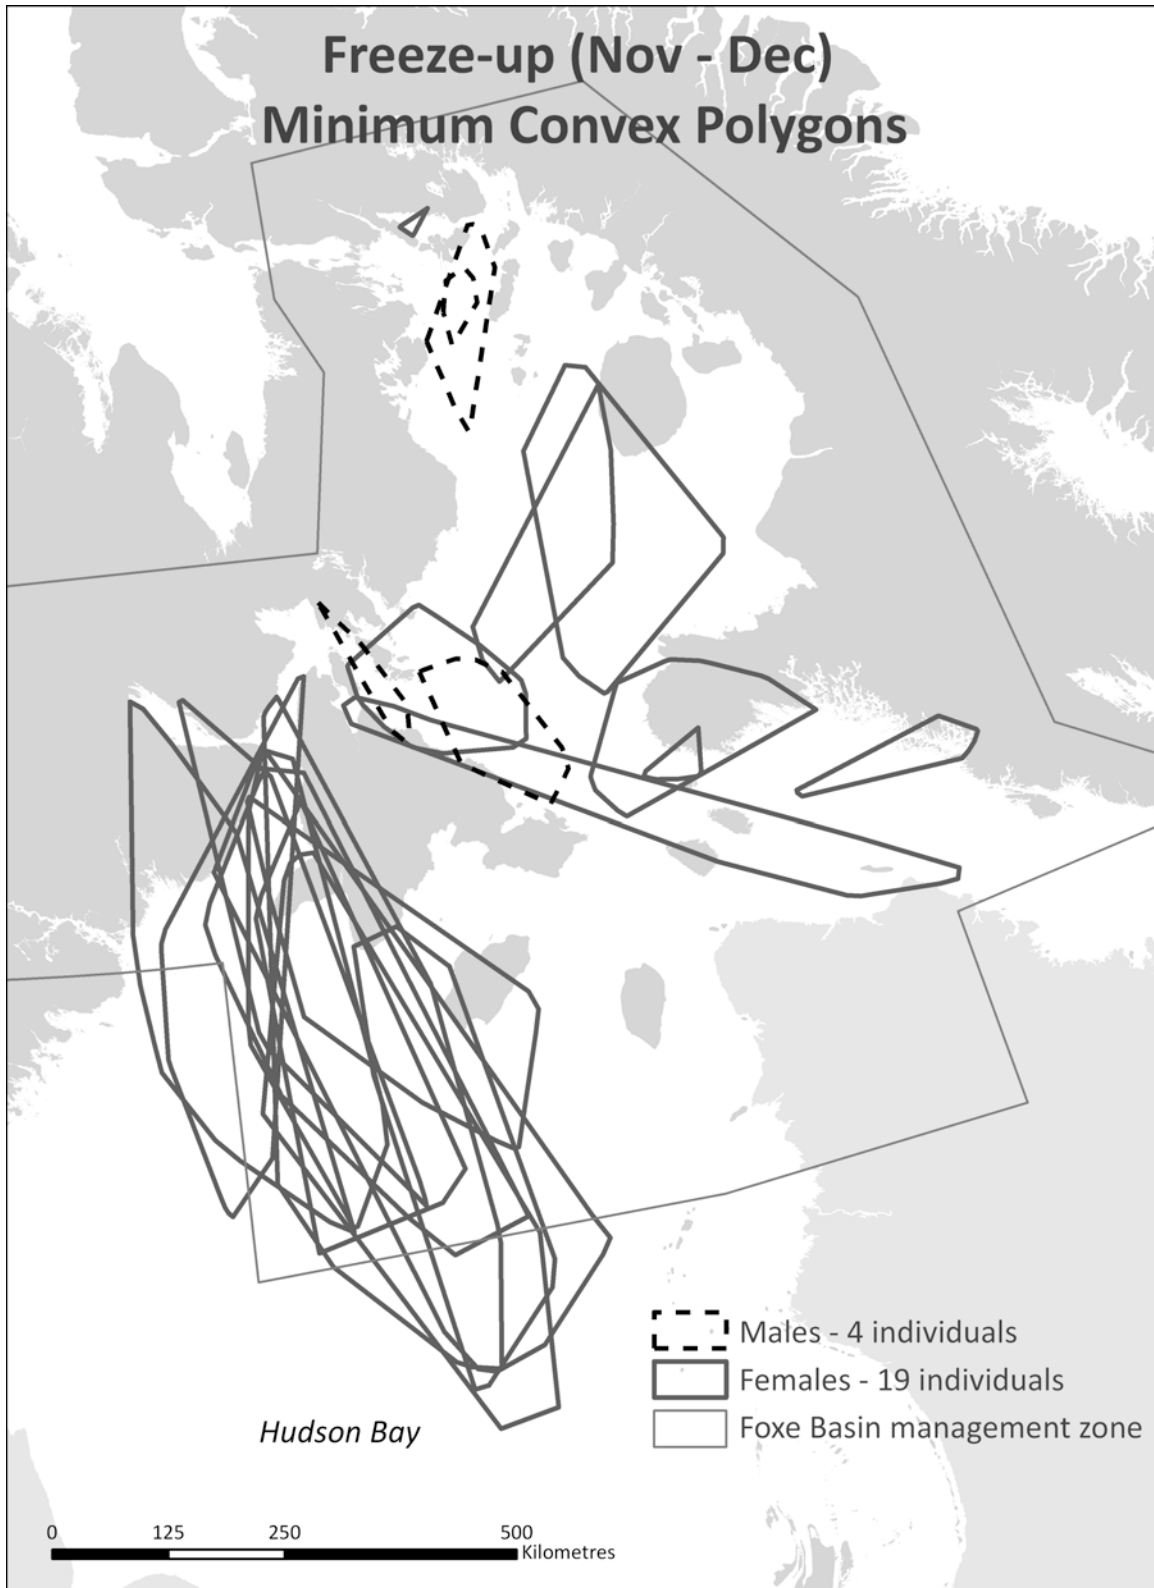 Freeze-up (Nov - Dec)
Minimum Convex Polygons
Males - 4 individuals
Females - 19 individuals
Foxe Basin management zone
Hudson Bay
0 125 250 500
Kilometres